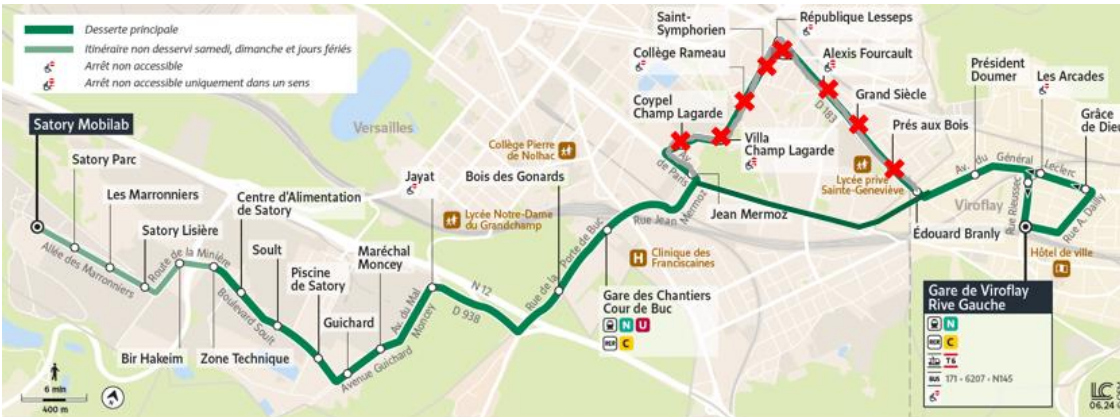 Desserte principale
Itinéraire non desservi samedi, dimanche et jours fériés
Arrêt non accessible
Arrêt non accessible uniquement dans un sens
Saint-
Symphorien
République Lesseps
Collège Rameau
Alexis Fourcault
Coypel
Champ Lagarde
D 183
Grand Siècle
Président
Doumer
Les Arcades
Grâce
de Dieu
Satory Mobilab
Versailles
Collège Pierre
de Nolhac
Villa
Champ Lagarde
Prés aux Bois
Av. du Général Leclerc
Satory Parc
Jayat
Bois des Gonards
Av.
de Paris
Lycée privé
Sainte-Geneviève
Viroflay
Rue Rieussec
Rue A. Dailly
Les Marronniers
Centre d'Alimentation
de Satory
Lycée Notre-Dame
du Grandchamp
Rue Jean
Mermoz
Jean Mermoz
Édouard Branly
Satory Lisière
Soult
Maréchal
Moncey
Rue de la Porte de Buc
H
Clinique des
Franciscaines
Hôtel de ville
Allée des Marronniers
Route de la Minière
Piscine
de Satory
Boulevard Soult
Guichard
Av. du Mal
Moncey
N 12
D 938
Gare des Chantiers
Cour de Buc
N U
RER C
Gare de Viroflay
Rive Gauche
N
RER C
T6
BUS 171 - 6207 - N145
Bir Hakeim
Zone Technique
Avenue Guichard
6 min
400 m
N
LC
06.24